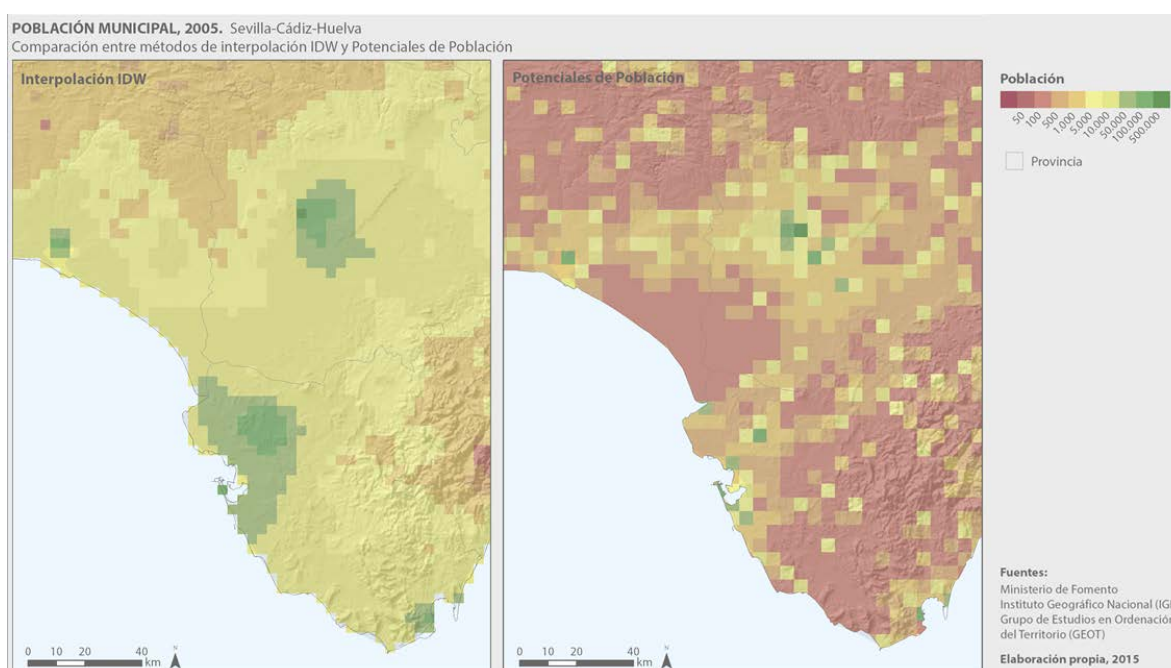 POBLACIÓN MUNICIPAL, 2005. Sevilla-Cádiz-Huelva
Comparación entre métodos de interpolación IDW y Potenciales de Población
Interpolación IDW
Potenciales de Población
Población
50
100
500
1.000
5.000
10.000
50.000
100.000
500.000
Provincia
0 10 20 40
km
N
0 10 20 40
km
N
Fuentes:
Ministerio de Fomento
Instituto Geográfico Nacional (IG
Grupo de Estudios en Ordenación
del Territorio (GEOT)
Elaboración propia, 2015